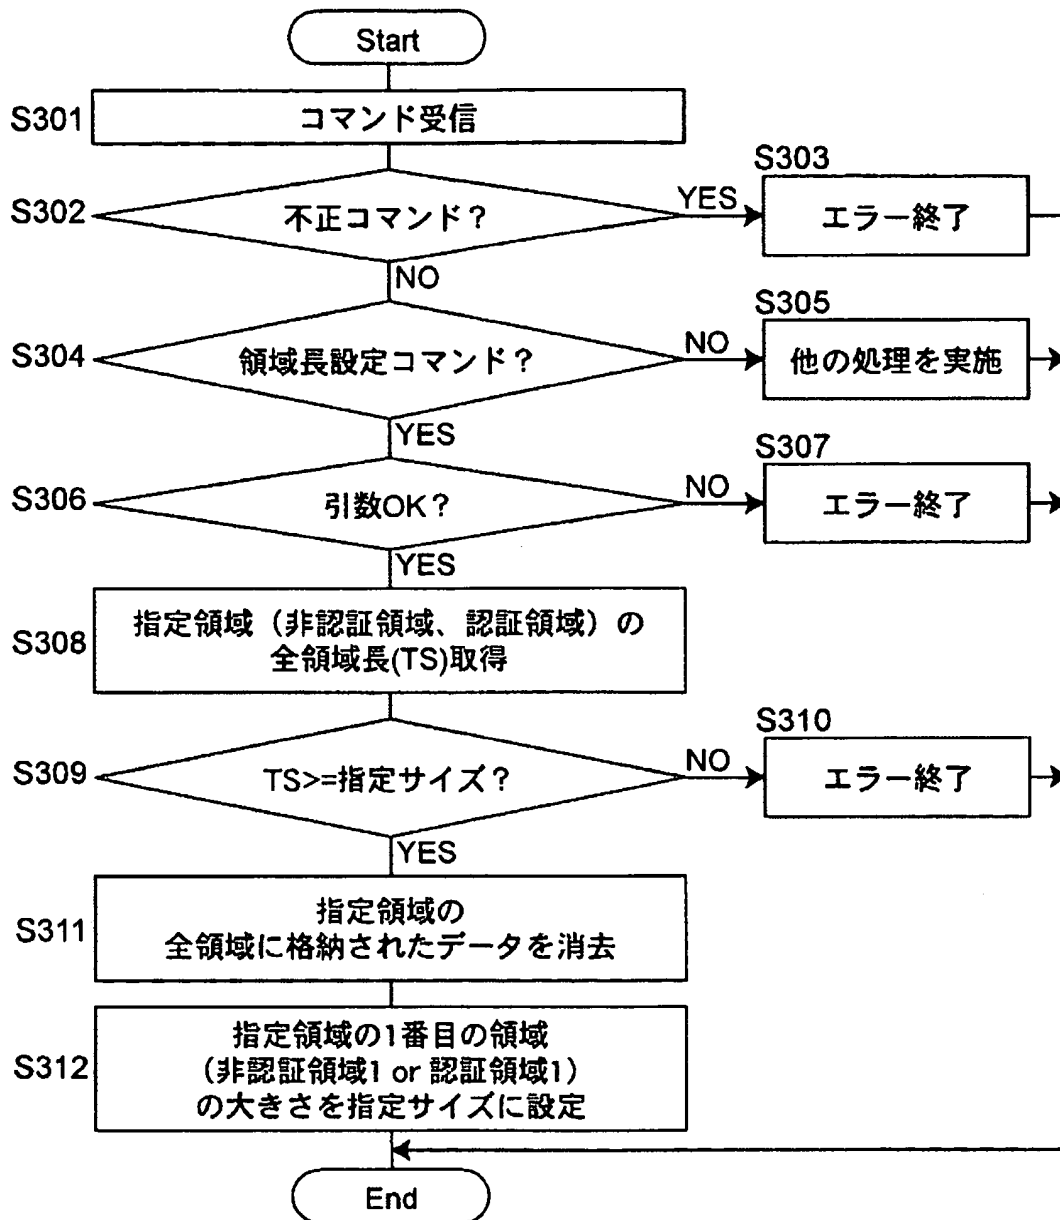 Start
S301
コマンド受信
S302
不正コマンド？
YES
S303
エラー終了
NO
S304
領域長設定コマンド？
NO
S305
他の処理を実施
YES
S306
引数OK？
NO
S307
エラー終了
YES
S308
指定領域（非認証領域、認証領域）の
全領域長(TS)取得
S309
TS>=指定サイズ？
NO
S310
エラー終了
YES
S311
指定領域の
全領域に格納されたデータを消去
S312
指定領域の1番目の領域
（非認証領域1 or 認証領域1）
の大きさを指定サイズに設定
End